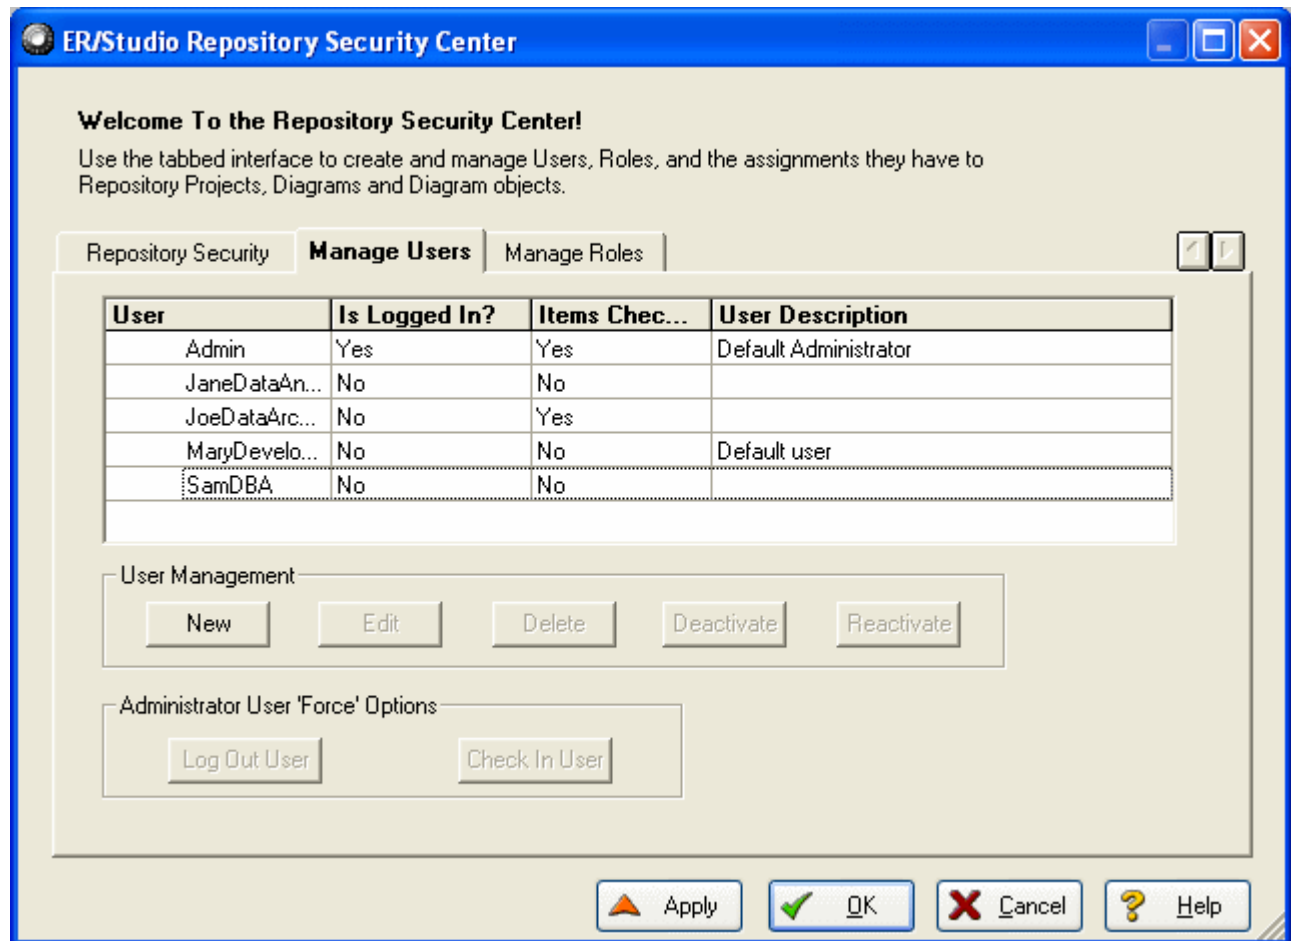 ER/Studio Repository Security Center
Welcome To the Repository Security Center!
Use the tabbed interface to create and manage Users, Roles, and the assignments they have to
Repository Projects, Diagrams and Diagram objects.
Repository Security Manage Users Manage Roles
User Is Logged In? Items Chec... User Description
Admin Yes Yes Default Administrator
JaneDataAn... No No
JoeDataArc... No Yes
MaryDevelo... No No Default user
SamDBA No No
User Management
New Edit Delete Deactivate Reactivate
Administrator User 'Force' Options
Log Out User Check In User
Apply OK Cancel Help